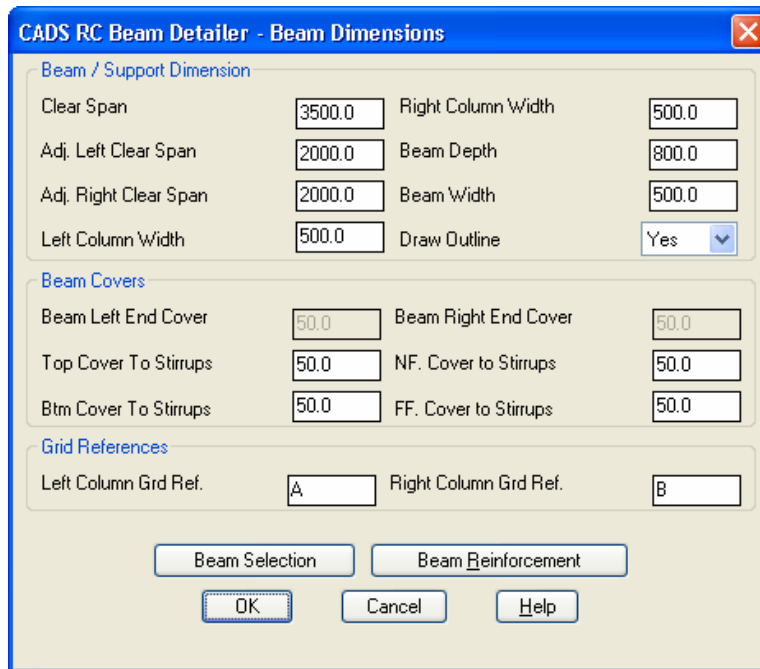 CADS RC Beam Detailer - Beam Dimensions
Beam / Support Dimension
Clear Span 3500.0 Right Column Width 500.0
Adj. Left Clear Span 2000.0 Beam Depth 800.0
Adj. Right Clear Span 2000.0 Beam Width 500.0
Left Column Width 500.0 Draw Outline Yes
Beam Covers
Beam Left End Cover 50.0 Beam Right End Cover 50.0
Top Cover To Stirrups 50.0 NF. Cover to Stirrups 50.0
Btm Cover To Stirrups 50.0 FF. Cover to Stirrups 50.0
Grid References
Left Column Grd Ref. A Right Column Grd Ref. B
Beam Selection Beam Reinforcement
OK Cancel Help